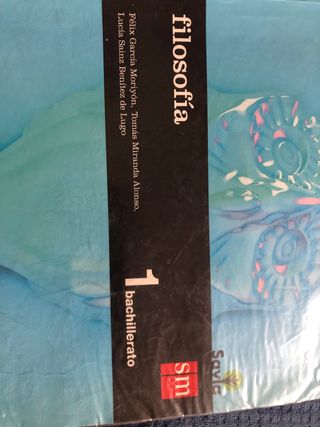 filosofía
Félix García Moriyón, Tomás Miranda Alonso,
Lucía Sainz Benítez de Lugo
1
bachillerato
sm
Savia